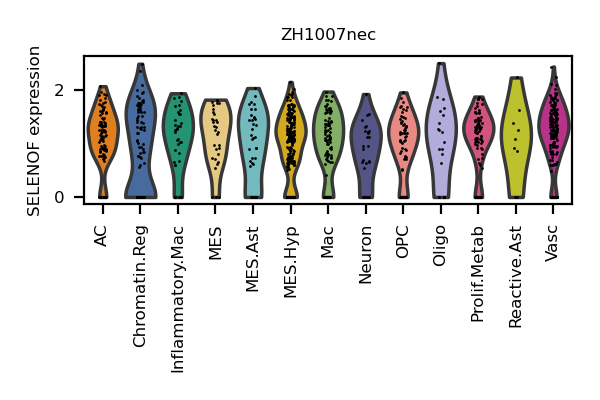 ZH1007nec
SELENOF expression
2
0
AC
Chromatin.Reg
Inflammatory.Mac
MES
MES.Ast
MES.Hyp
Mac
Neuron
OPC
Oligo
Prolif.Metab
Reactive.Ast
Vasc